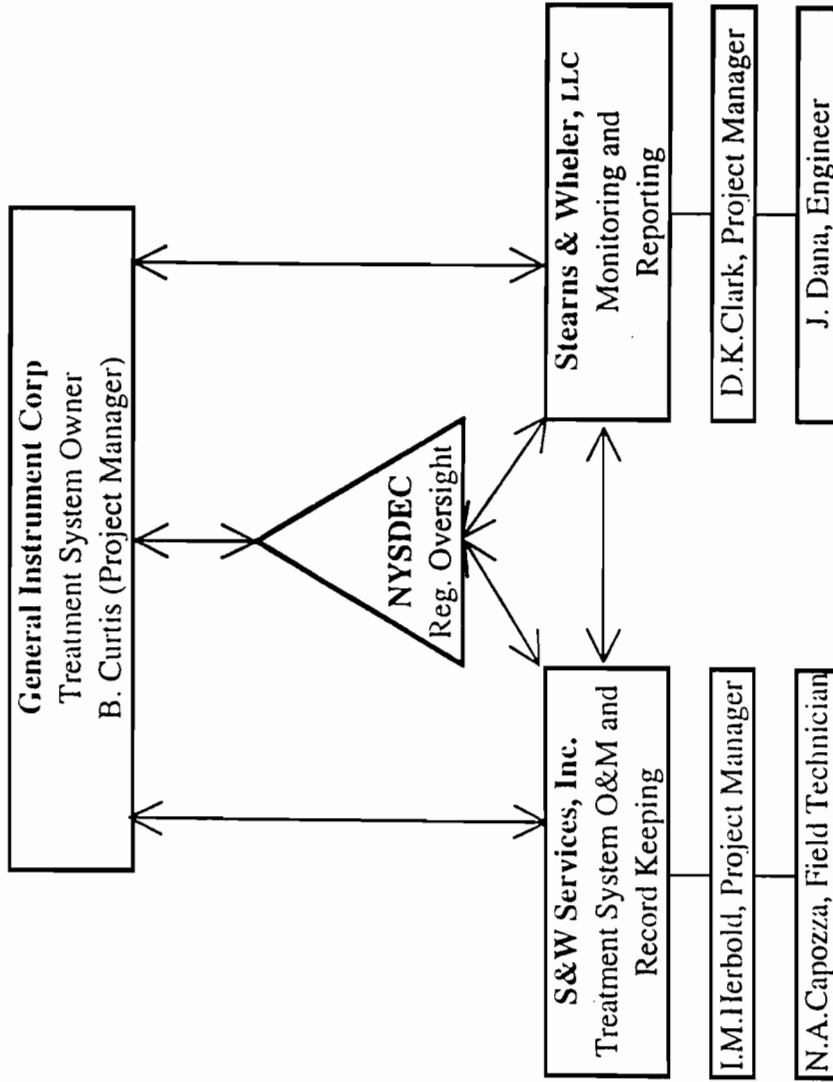 General Instrument Corp
Treatment System Owner
B. Curtis (Project Manager)
NYSDEC
Reg. Oversight
S&W Services, Inc.
Treatment System O&M and
Record Keeping
I.M.Herbold, Project Manager
N.A.Capozza, Field Technician
Stearns & Wheler, LLC
Monitoring and
Reporting
D.K.Clark, Project Manager
J. Dana, Engineer